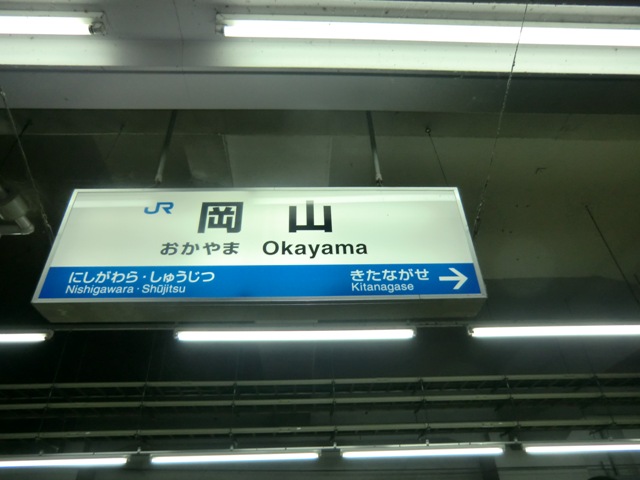 JR 岡山
おかやま Okayama
にしがわら・しゅうじつ きたながせ →
Nishigawara・Shūjitsu Kitanagase